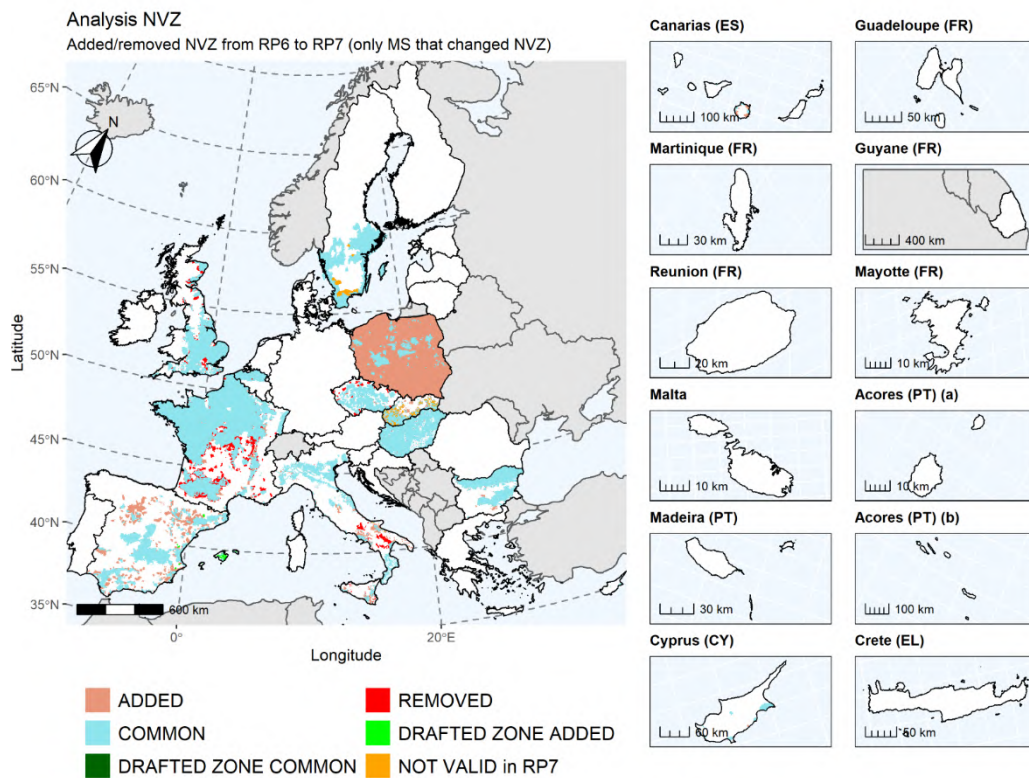 Analysis NVZ
Added/removed NVZ from RP6 to RP7 (only MS that changed NVZ)
65°N
60°N
55°N
50°N
45°N
40°N
35°N
Latitude
N
600 km
0°
20°E
Longitude
ADDED
COMMON
DRAFTED ZONE COMMON
REMOVED
DRAFTED ZONE ADDED
NOT VALID in RP7
Canarias (ES)
100 km
Guadeloupe (FR)
50 km
Martinique (FR)
30 km
Guyane (FR)
400 km
Reunion (FR)
20 km
Mayotte (FR)
10 km
Malta
10 km
Acores (PT) (a)
10 km
Madeira (PT)
30 km
Acores (PT) (b)
100 km
Cyprus (CY)
60 km
Crete (EL)
50 km